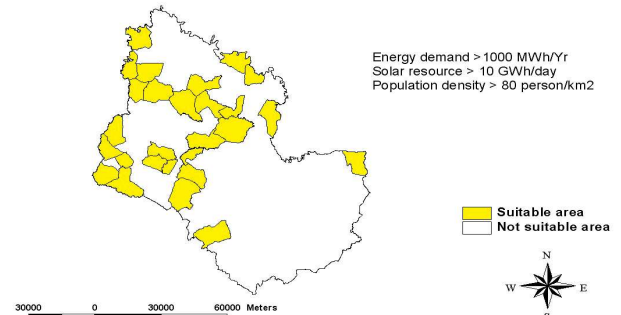 Energy demand >1000 MWh/Yr
Solar resource > 10 GWh/day
Population density > 80 person/km2
Suitable area
Not suitable area
N
W E
S
30000 0 30000 60000 Meters